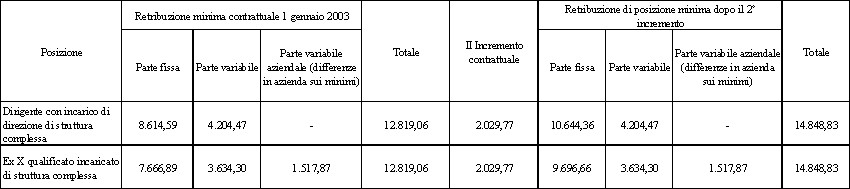 Posizione
Retribuzione minima contrattuale 1 gennaio 2003
Parte fissa
Parte variabile
Parte variabile
aziendale (differenze
in azienda sui minimi)
Totale
II Incremento
contrattuale
Retribuzione di posizione minima dopo il 2°
incremento
Parte fissa
Parte variabile
Parte variabile aziendale
(differenze in azienda
sui minimi)
Totale
Dirigente con incarico di
direzione di struttura
complessa
8.614,59
4.204,47
-
12.819,06
2.029,77
10.644,36
4.204,47
-
14.848,83
Ex X qualificato incaricato
di struttura complessa
7.666,89
3.634,30
1.517,87
12.819,06
2.029,77
9.696,66
3.634,30
1.517,87
14.848,83